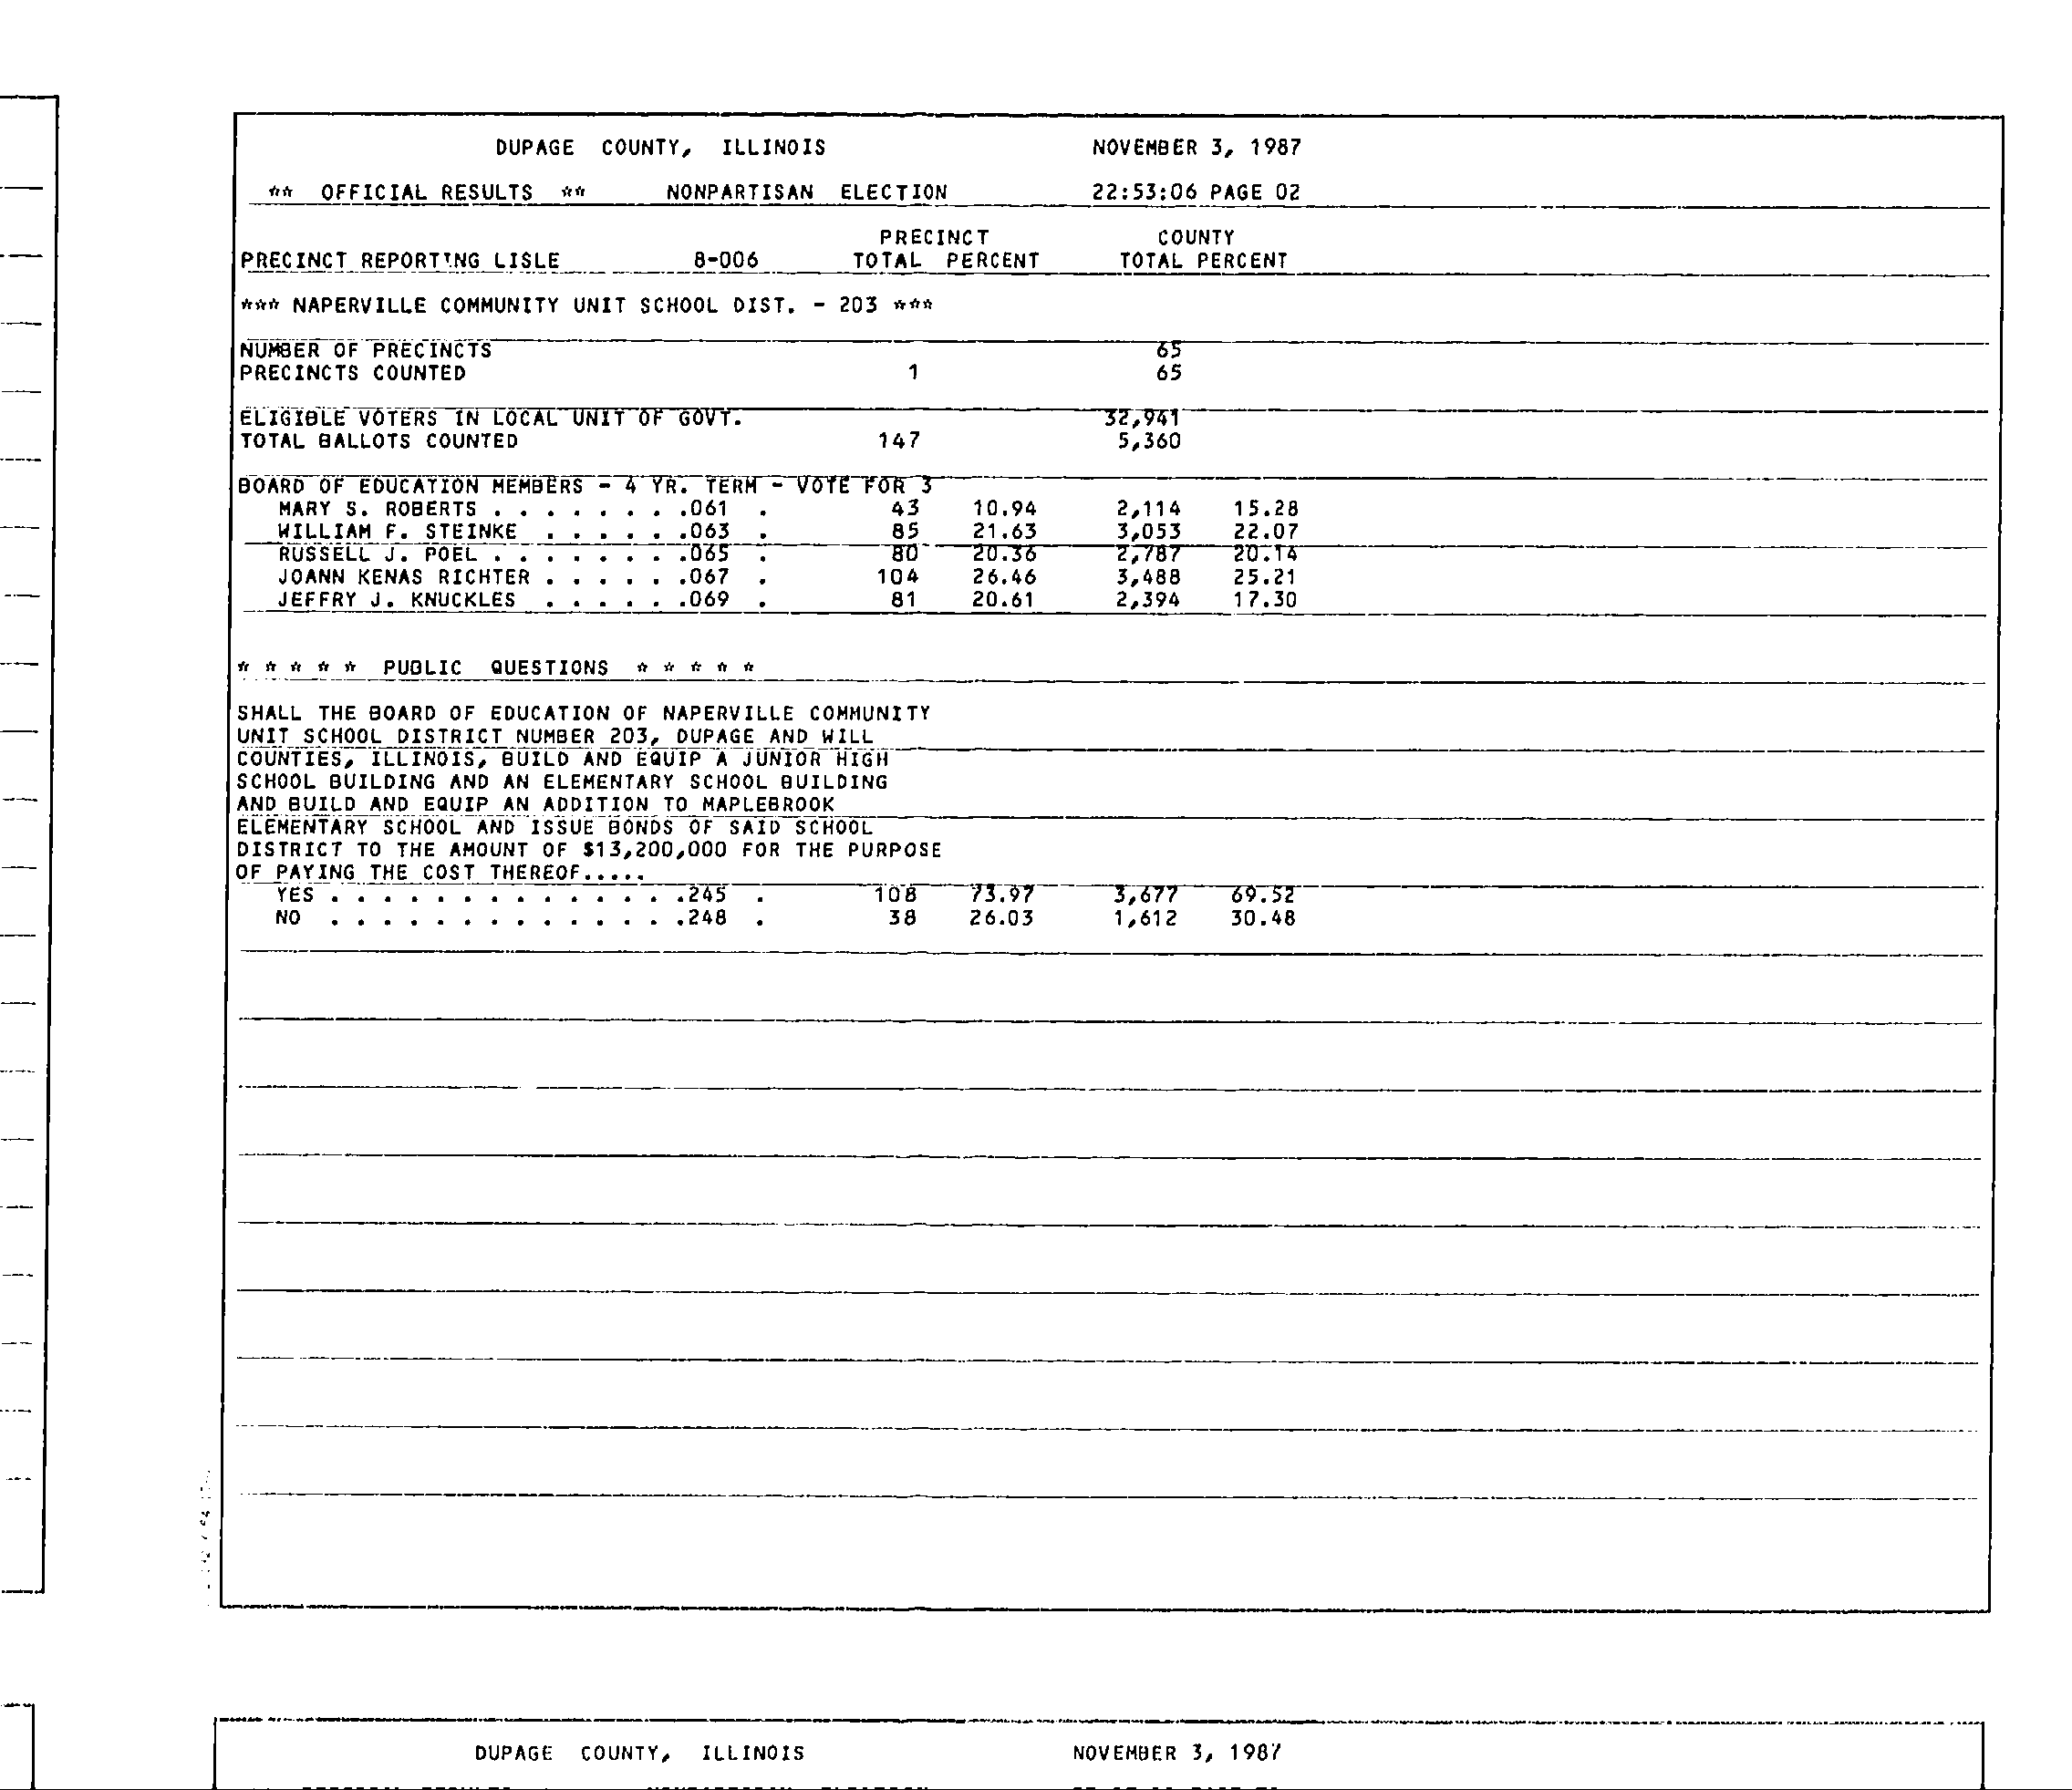 DUPAGE COUNTY, ILLINOIS NOVEMBER 3, 1987
** OFFICIAL RESULTS ** NONPARTISAN ELECTION 22:53:06 PAGE 02
PRECINCT COUNTY
PRECINCT REPORTING LISLE 8-006 TOTAL PERCENT TOTAL PERCENT
*** NAPERVILLE COMMUNITY UNIT SCHOOL DIST. - 203 ***
NUMBER OF PRECINCTS 65
PRECINCTS COUNTED 1 65
ELIGIBLE VOTERS IN LOCAL UNIT OF GOVT. 32,941
TOTAL BALLOTS COUNTED 147 5,360
BOARD OF EDUCATION MEMBERS - 4 YR. TERM - VOTE FOR 3
MARY S. ROBERTS . . . . . . . .061 . 43 10.94 2,114 15.28
WILLIAM F. STEINKE . . . . . .063 . 85 21.63 3,053 22.07
RUSSELL J. POEL . . . . . . . .065 . 80 20.36 2,787 20.14
JOANN KENAS RICHTER . . . . . .067 . 104 26.46 3,488 25.21
JEFFRY J. KNUCKLES . . . . . .069 . 81 20.61 2,394 17.30
* * * * * PUBLIC QUESTIONS * * * * *
SHALL THE BOARD OF EDUCATION OF NAPERVILLE COMMUNITY
UNIT SCHOOL DISTRICT NUMBER 203, DUPAGE AND WILL
COUNTIES, ILLINOIS, BUILD AND EQUIP A JUNIOR HIGH
SCHOOL BUILDING AND AN ELEMENTARY SCHOOL BUILDING
AND BUILD AND EQUIP AN ADDITION TO MAPLEBROOK
ELEMENTARY SCHOOL AND ISSUE BONDS OF SAID SCHOOL
DISTRICT TO THE AMOUNT OF $13,200,000 FOR THE PURPOSE
OF PAYING THE COST THEREOF.....
YES . . . . . . . . . . . . . .245 . 108 73.97 3,677 69.52
NO . . . . . . . . . . . . . .248 . 38 26.03 1,612 30.48
DUPAGE COUNTY, ILLINOIS NOVEMBER 3, 1987